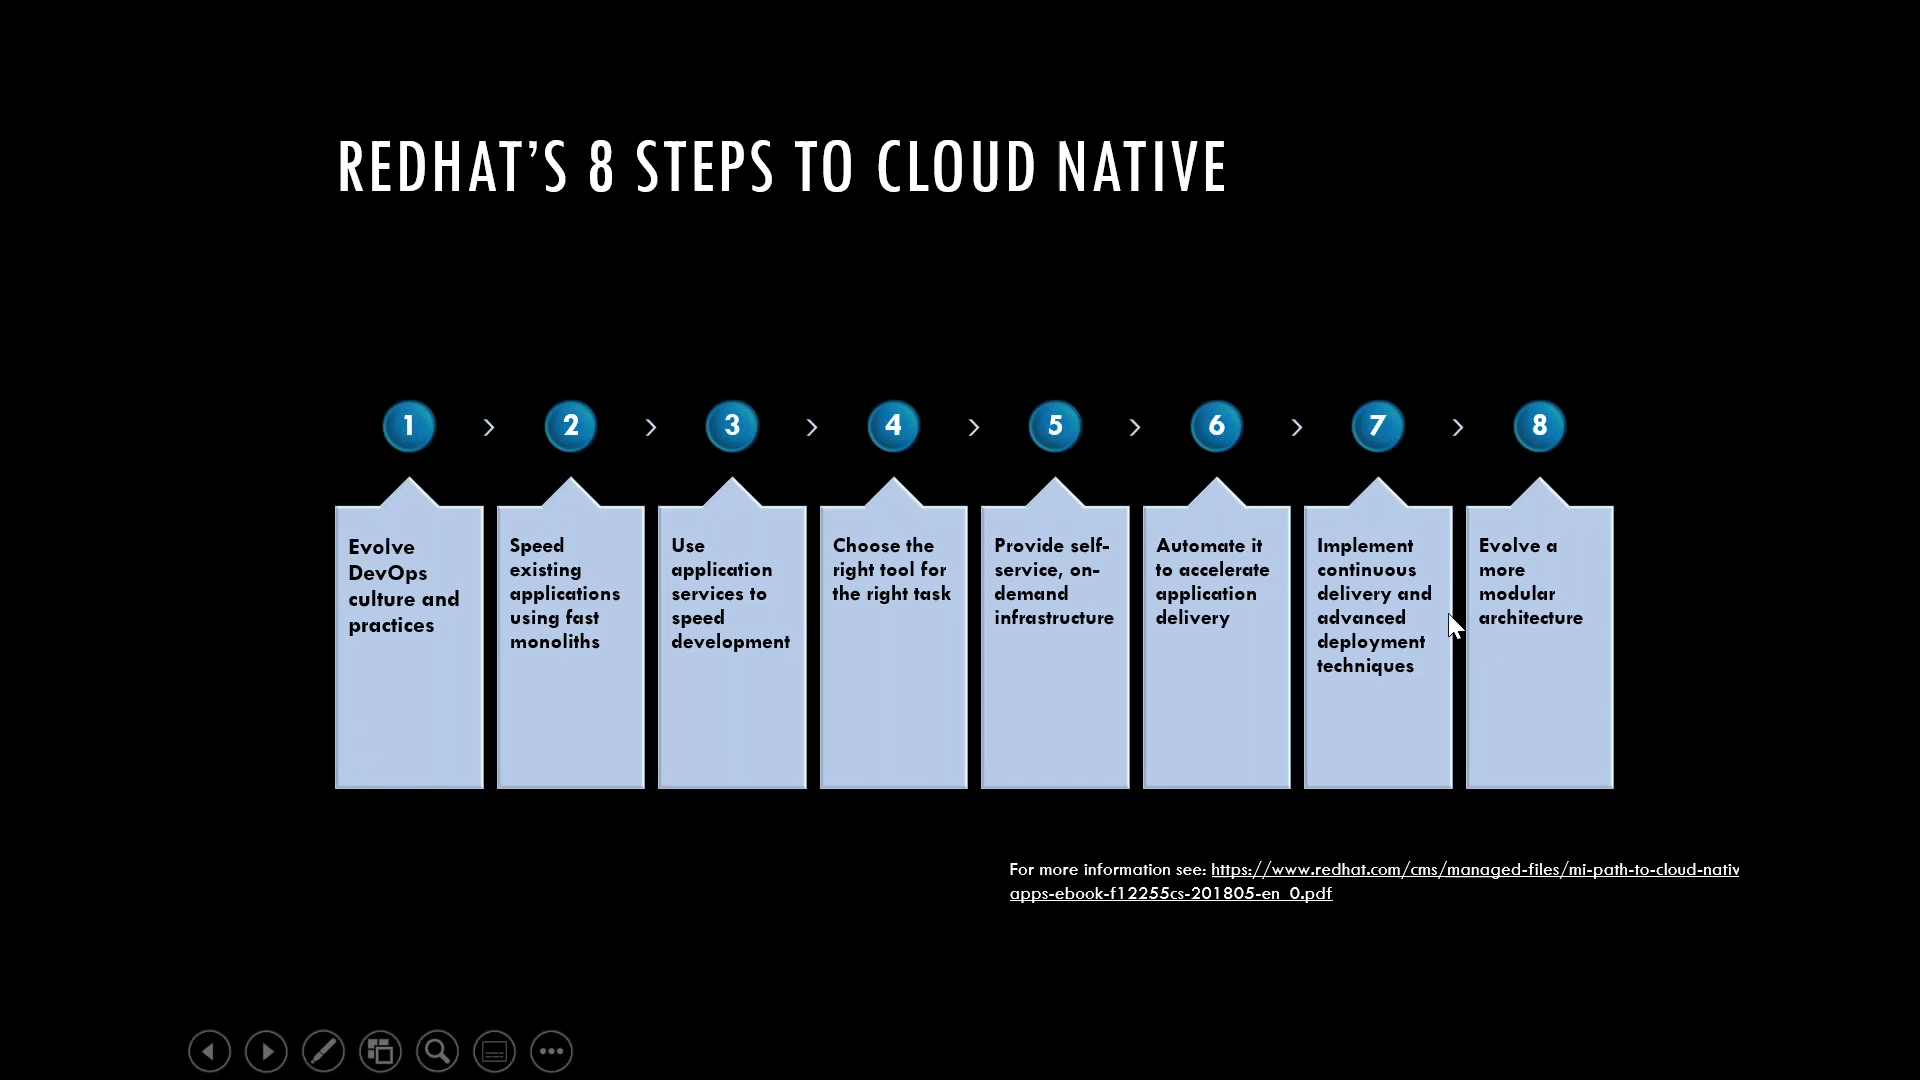 REDHAT’S 8 STEPS TO CLOUD NATIVE
1 > 2 > 3 > 4 > 5 > 6 > 7 > 8
Evolve
DevOps
culture and
practices
Speed
existing
applications
using fast
monoliths
Use
application
services to
speed
development
Choose the
right tool for
the right task
Provide self-
service, on-
demand
infrastructure
Automate it
to accelerate
application
delivery
Implement
continuous
delivery and
advanced
deployment
techniques
Evolve a
more
modular
architecture
For more information see: https://www.redhat.com/cms/managed-files/mi-path-to-cloud-nativ
apps-ebook-f12255cs-201805-en_0.pdf